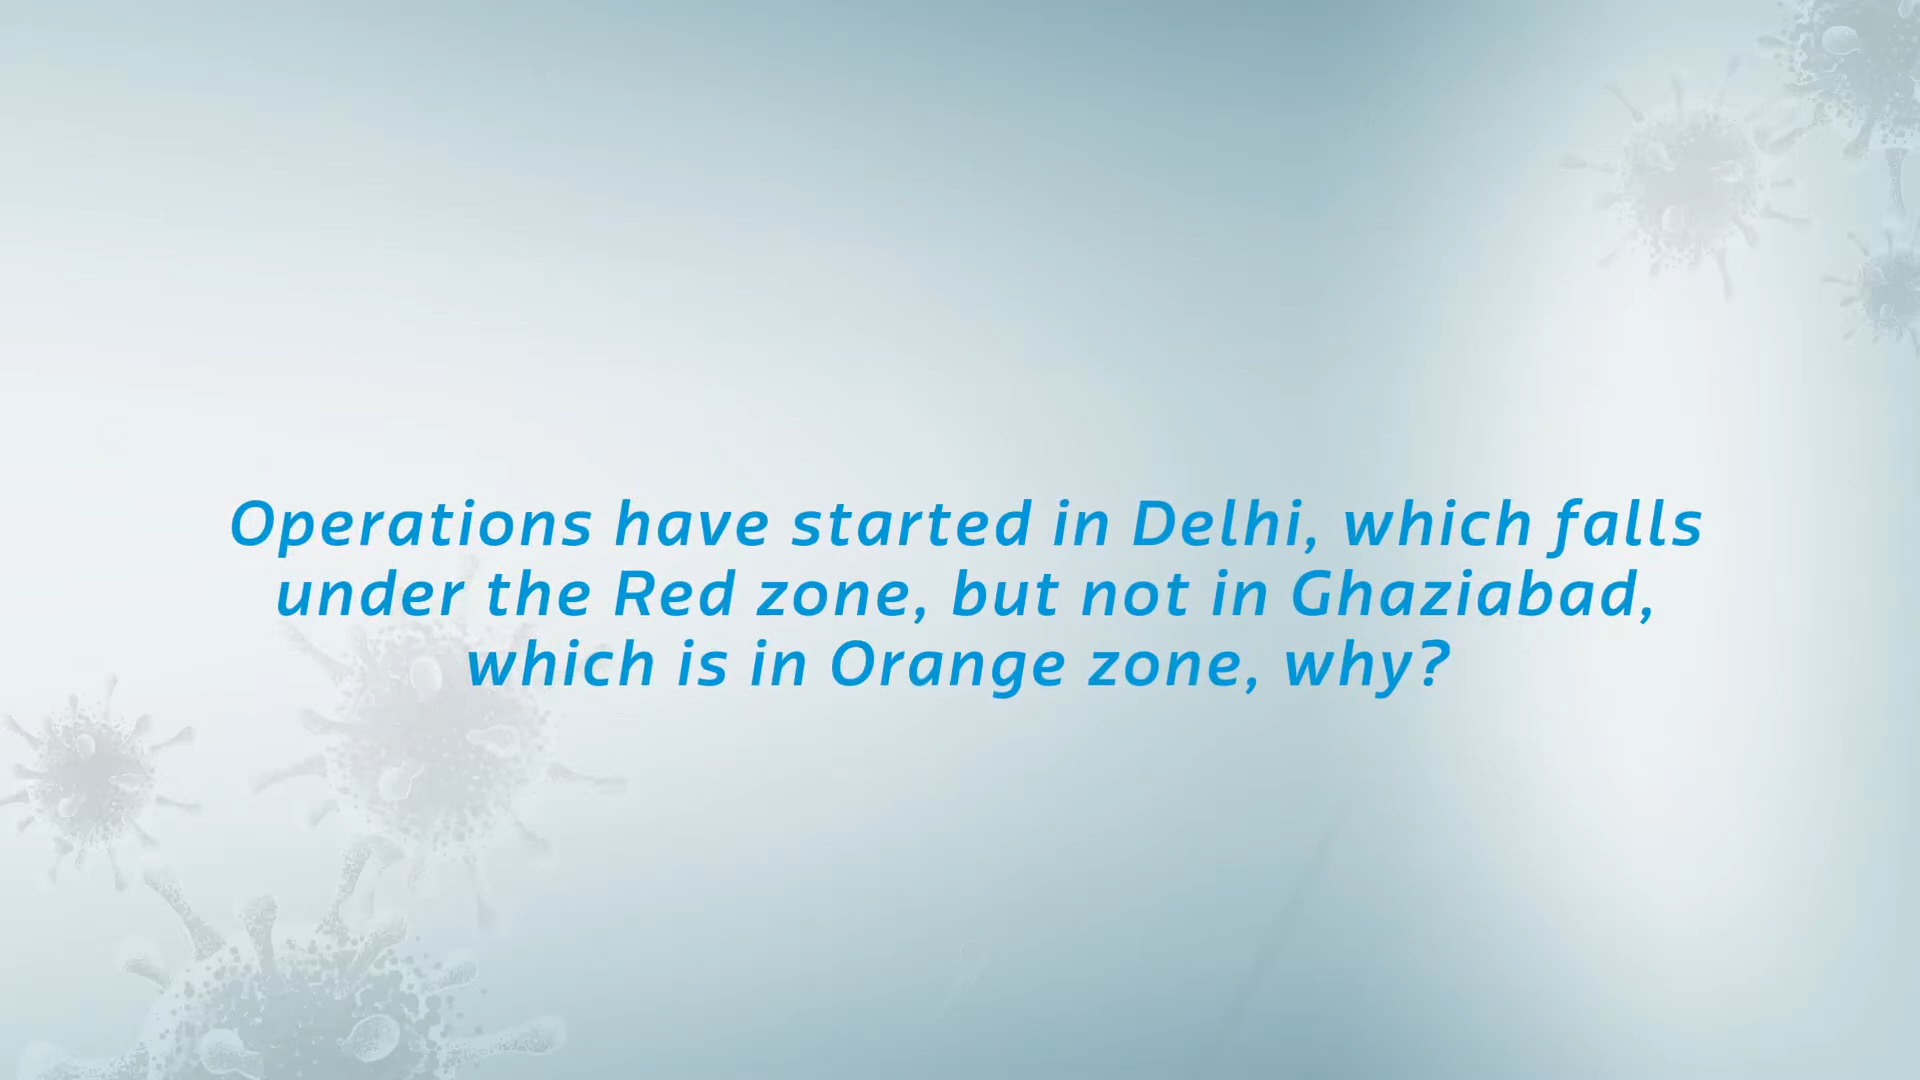 Operations have started in Delhi, which falls
under the Red zone, but not in Ghaziabad,
which is in Orange zone, why?